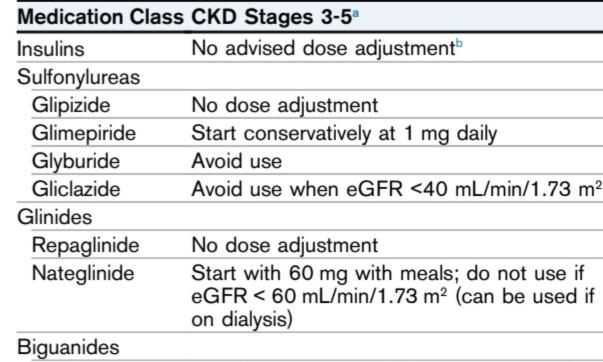 Medication Class CKD Stages 3-5ᵃ
Insulins No advised dose adjustmentᵇ
Sulfonylureas
Glipizide No dose adjustment
Glimepiride Start conservatively at 1 mg daily
Glyburide Avoid use
Gliclazide Avoid use when eGFR <40 mL/min/1.73 m²
Glinides
Repaglinide No dose adjustment
Nateglinide Start with 60 mg with meals; do not use if
eGFR < 60 mL/min/1.73 m² (can be used if
on dialysis)
Biguanides